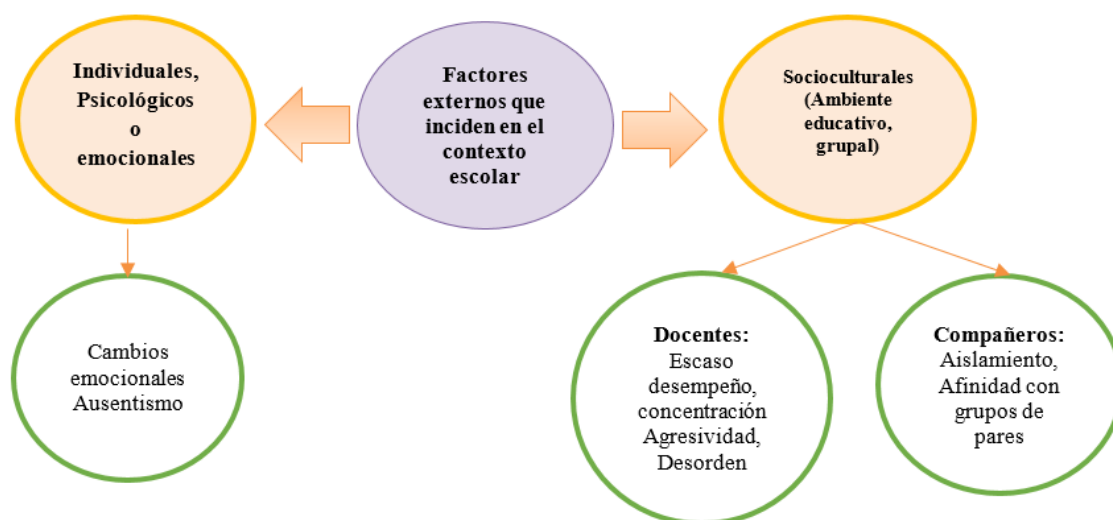 Individuales,
Psicológicos
o
emocionales
Factores
externos que
inciden en el
contexto
escolar
Socioculturales
(Ambiente
educativo,
grupal)
Cambios
emocionales
Ausentismo
Docentes:
Escaso
desempeño,
concentración
Agresividad,
Desorden
Compañeros:
Aislamiento,
Afinidad con
grupos de
pares